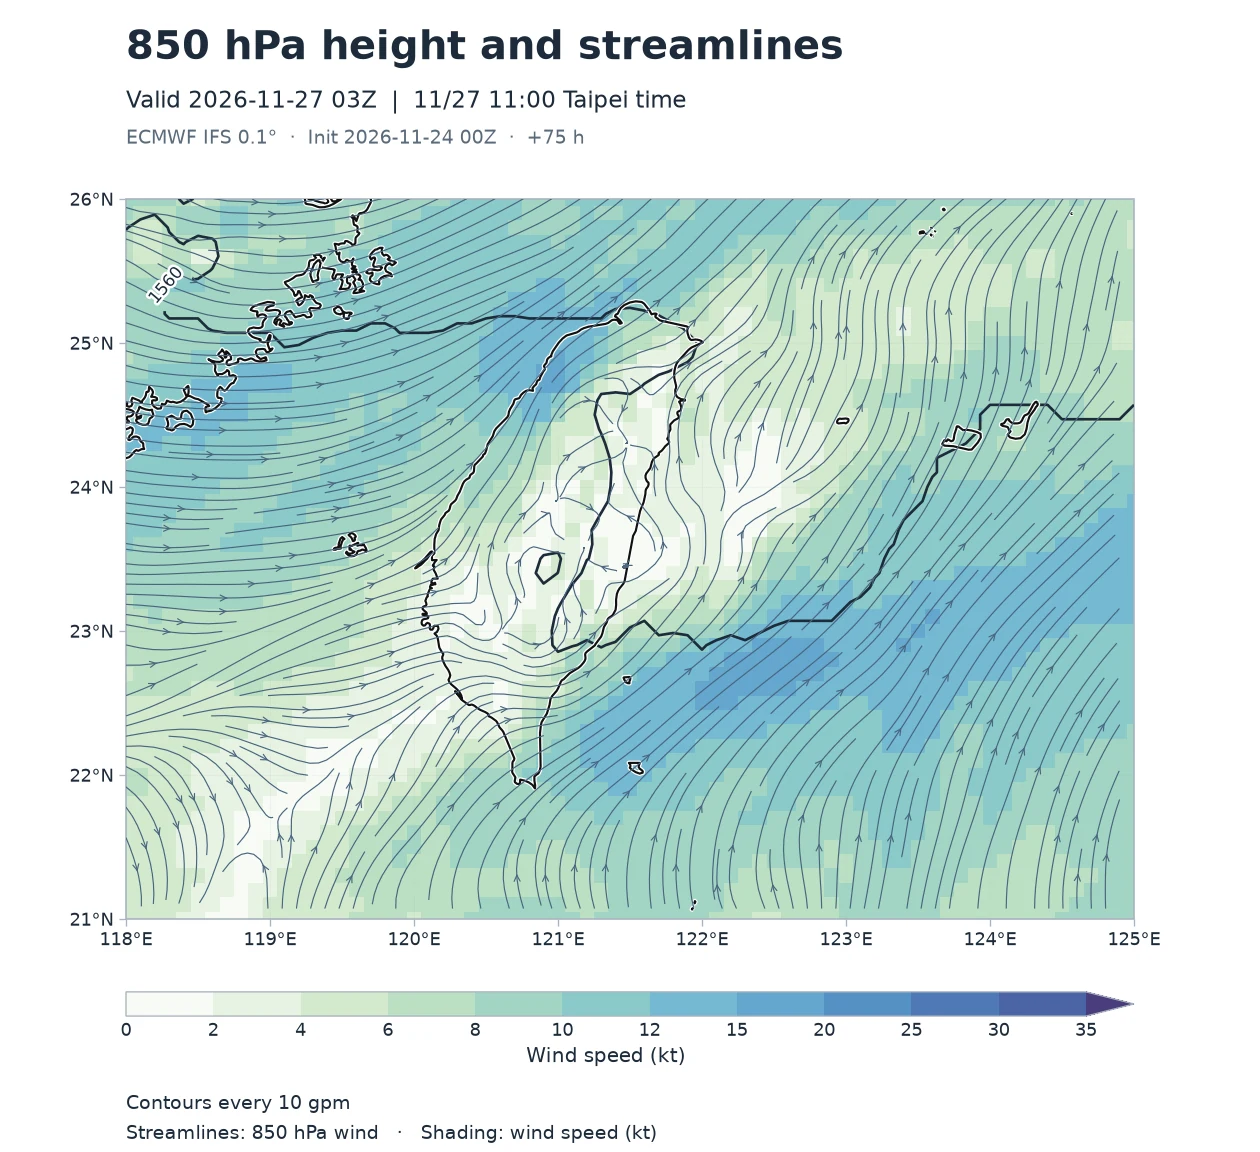 850 hPa height and streamlines
Valid 2026-11-27 03Z | 11/27 11:00 Taipei time
ECMWF IFS 0.1° · Init 2026-11-24 00Z · +75 h
26°N
1560
25°N
24°N
23°N
22°N
21°N
118°E 119°E 120°E 121°E 122°E 123°E 124°E 125°E
0 2 4 6 8 10 12 15 20 25 30 35
Wind speed (kt)
Contours every 10 gpm
Streamlines: 850 hPa wind · Shading: wind speed (kt)